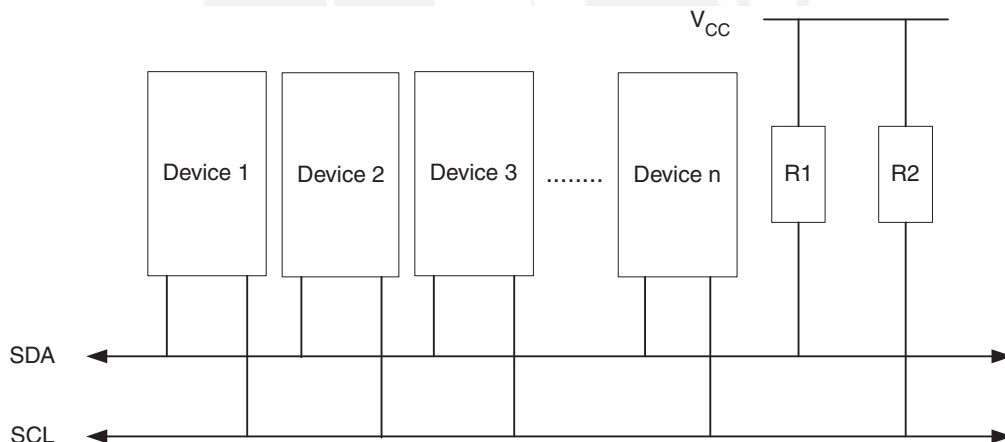 VCC
Device 1
Device 2
Device 3
........
Device n
R1
R2
SDA
SCL